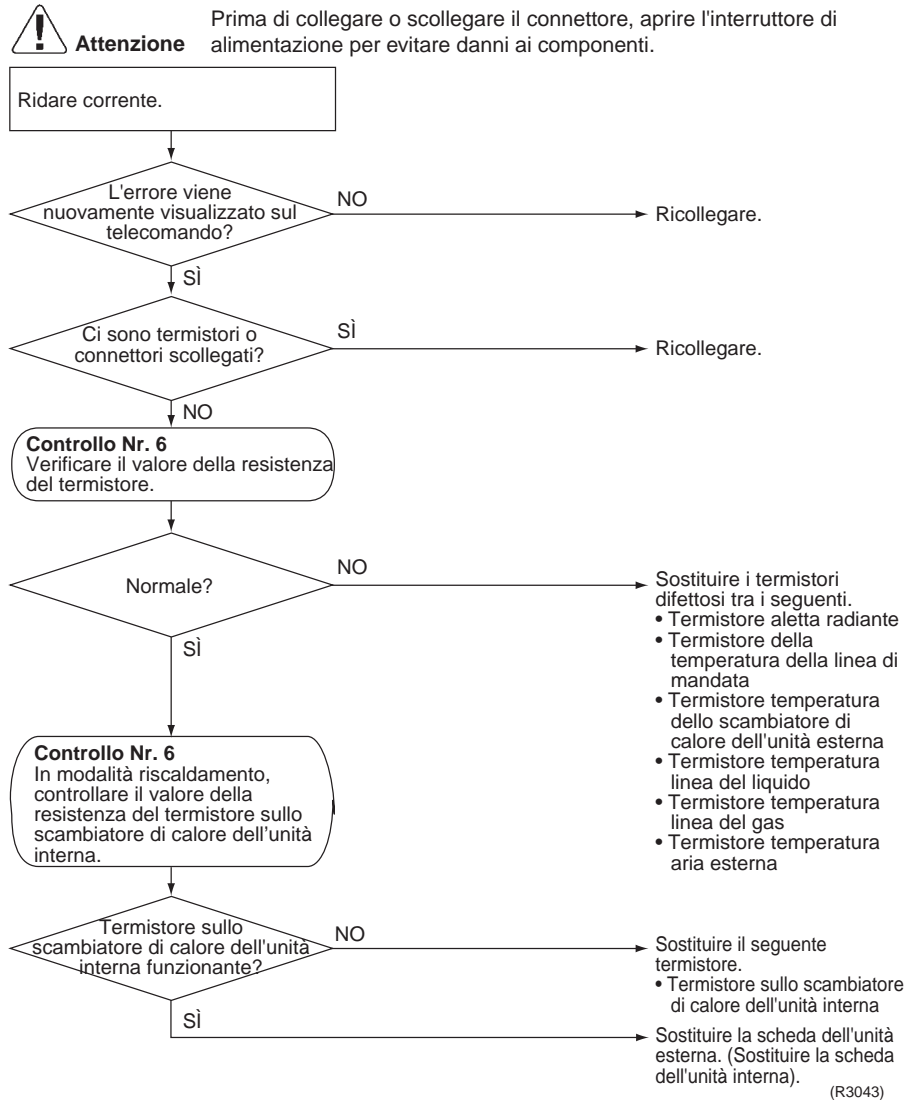 Attenzione
Prima di collegare o scollegare il connettore, aprire l'interruttore di
alimentazione per evitare danni ai componenti.
Ridare corrente.
L'errore viene
nuovamente visualizzato sul
telecomando?
NO
Ricollegare.
SÌ
Ci sono termistori o
connettori scollegati?
SÌ
Ricollegare.
NO
Controllo Nr. 6
Verificare il valore della resistenza
del termistore.
Normale?
NO
Sostituire i termistori
difettosi tra i seguenti.
• Termistore aletta radiante
• Termistore della
temperatura della linea di
mandata
• Termistore temperatura
dello scambiatore di
calore dell'unità esterna
• Termistore temperatura
linea del liquido
• Termistore temperatura
linea del gas
• Termistore temperatura
aria esterna
SÌ
Controllo Nr. 6
In modalità riscaldamento,
controllare il valore della
resistenza del termistore sullo
scambiatore di calore dell'unità
interna.
Termistore sullo
scambiatore di calore dell'unità
interna funzionante?
NO
Sostituire il seguente
termistore.
• Termistore sullo scambiatore
di calore dell'unità interna
SÌ
Sostituire la scheda dell'unità
esterna. (Sostituire la scheda
dell'unità interna).
(R3043)